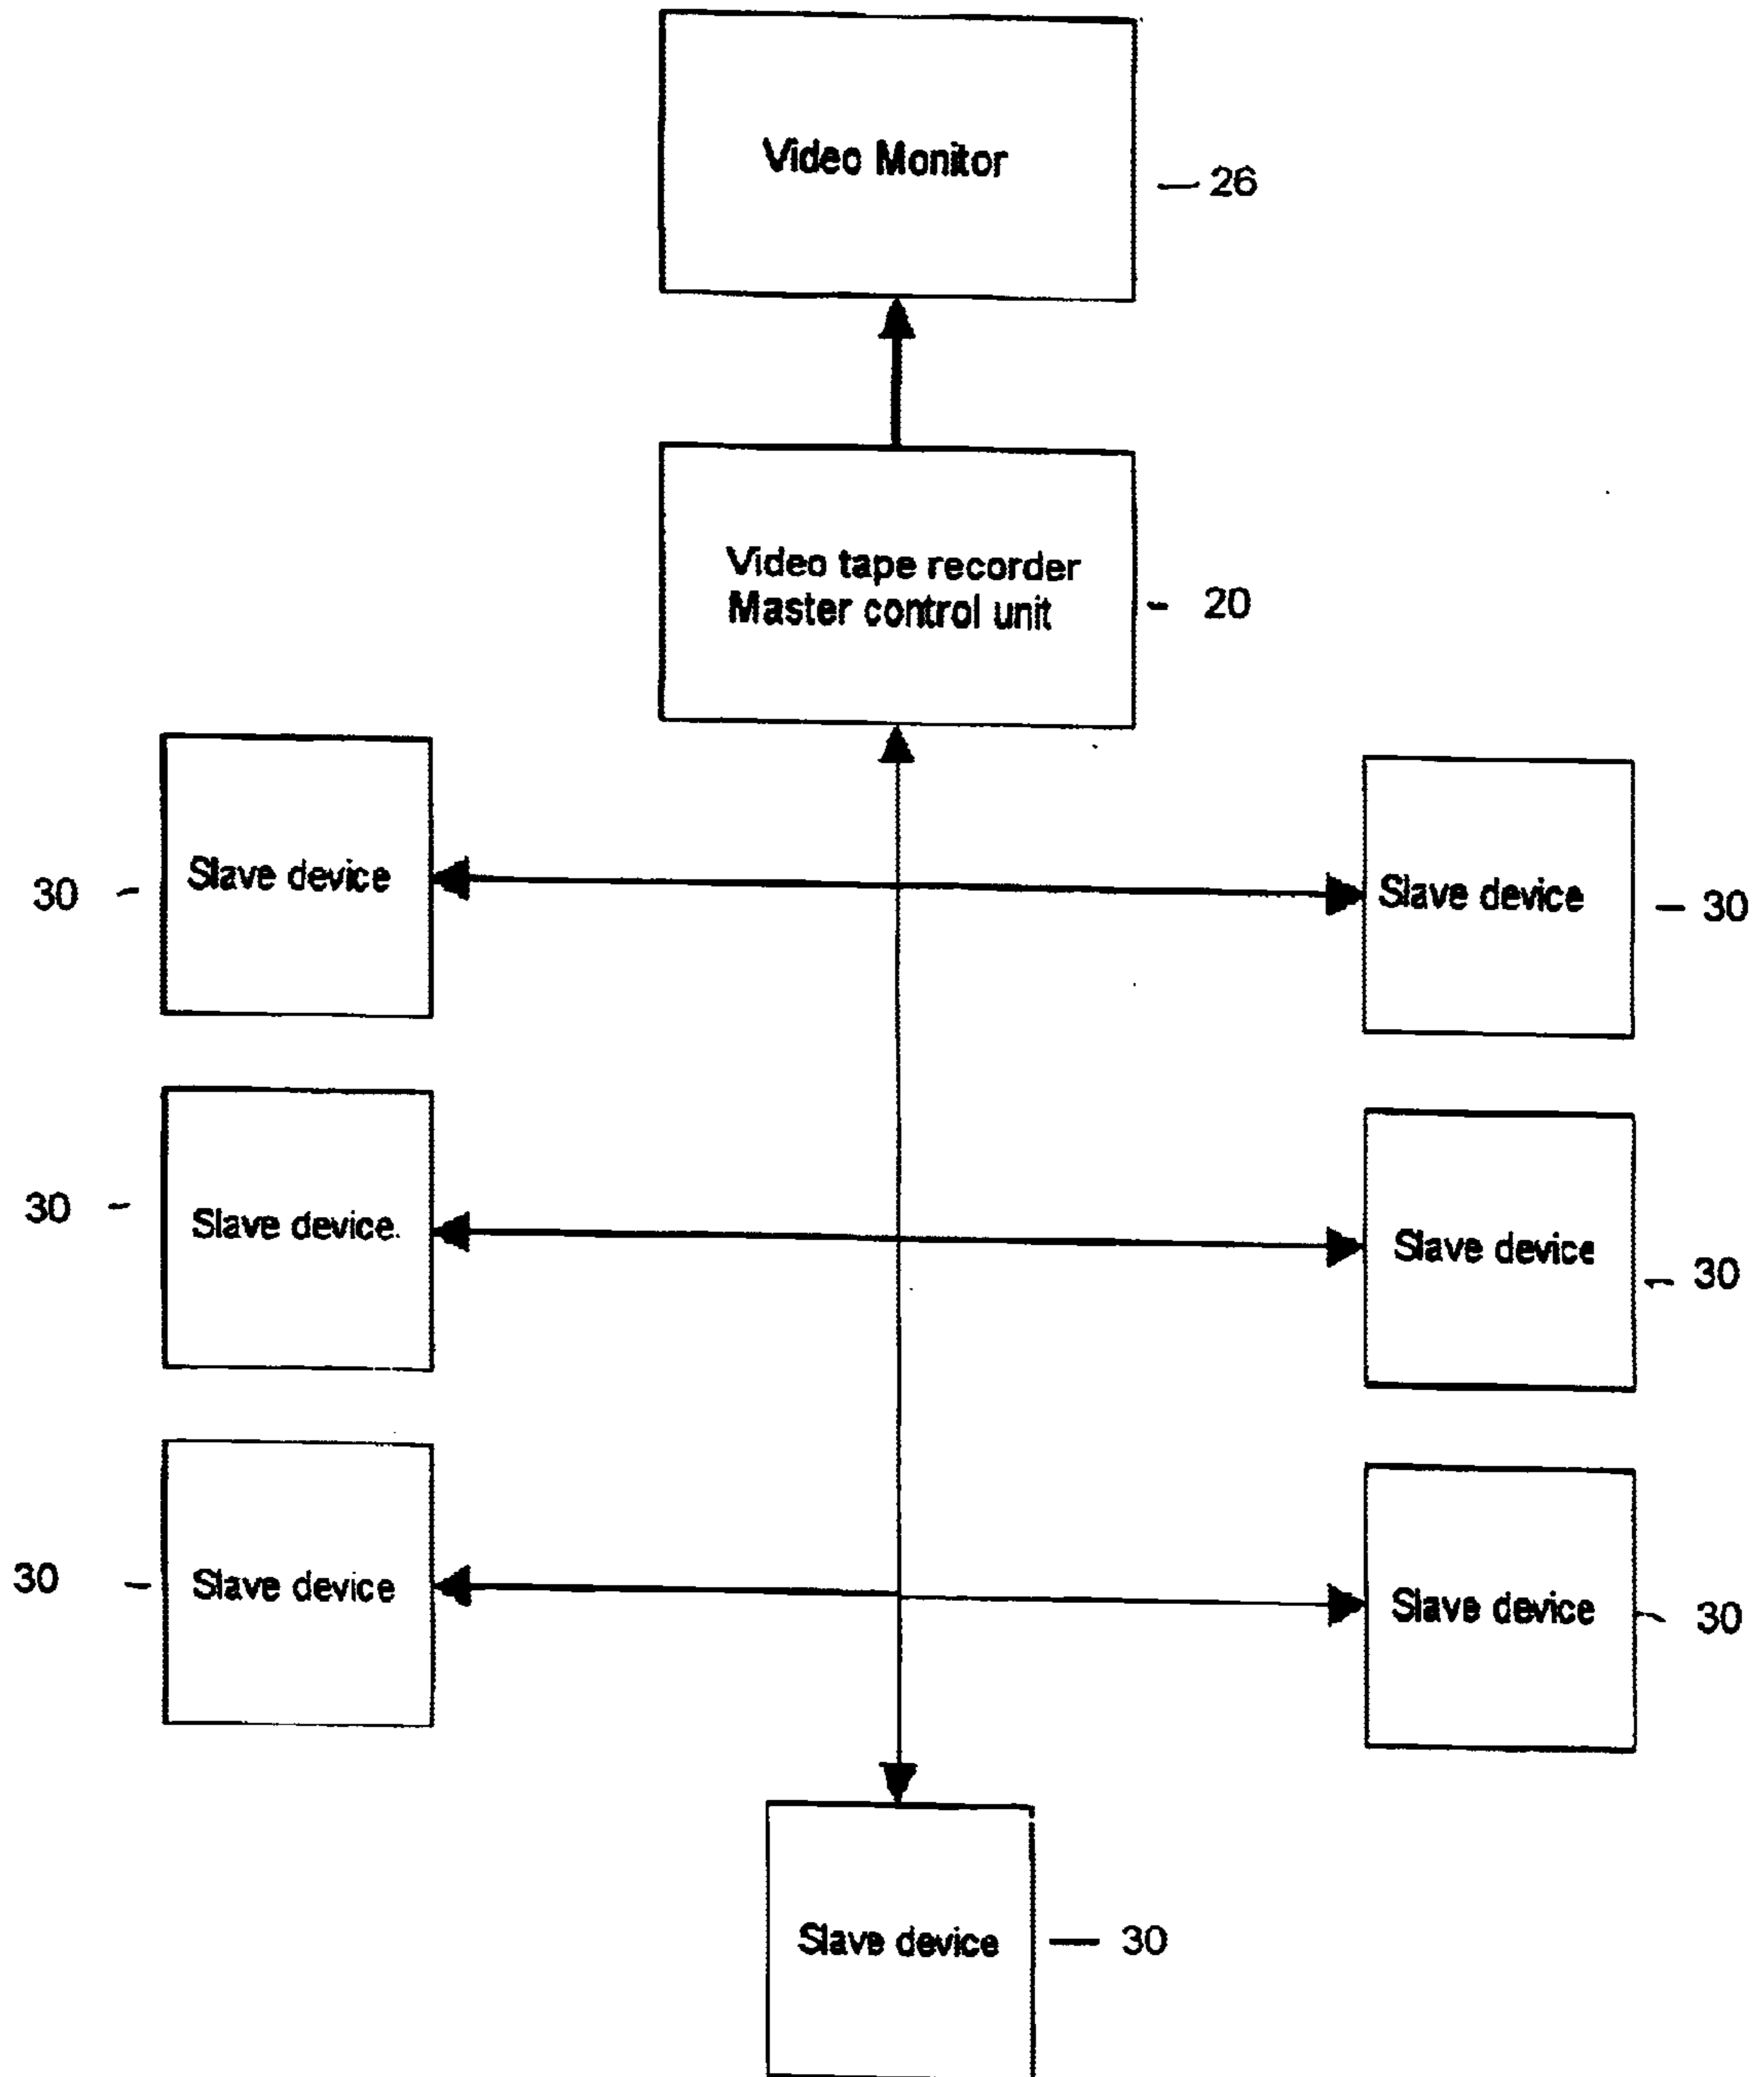 Video Monitor
26
Video tape recorder
Master control unit
20
30
Slave device
Slave device
30
30
Slave device.
Slave device
30
30
Slave device
Slave device
30
Slave device
30